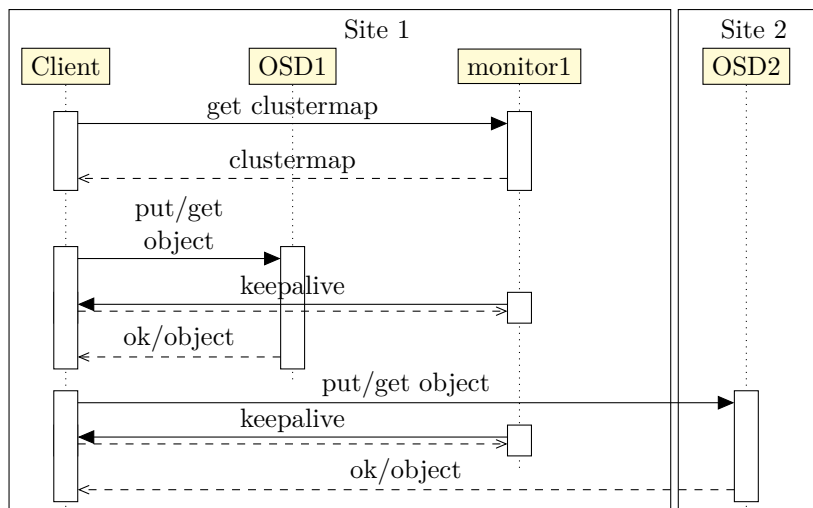 Site 1
Site 2
Client
OSD1
monitor1
OSD2
get clustermap
clustermap
put/get
object
keepalive
ok/object
put/get object
keepalive
ok/object